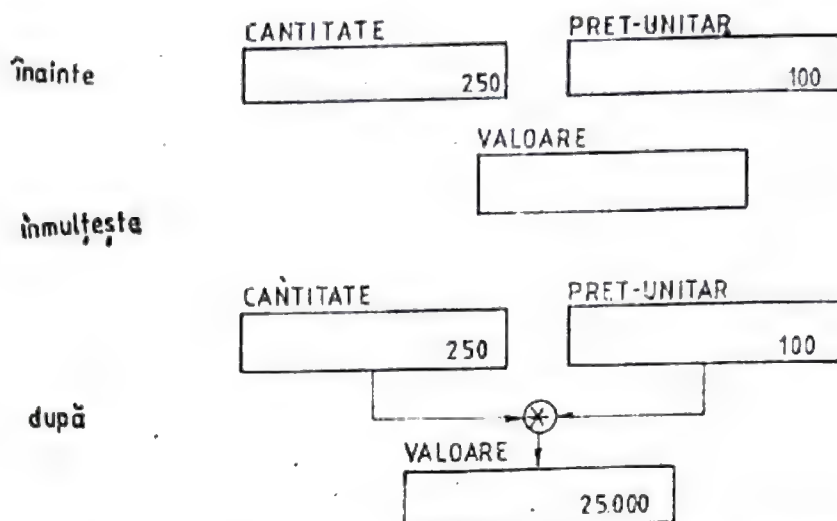 CANTITATE PRET-UNITAR
înainte 250 100
VALOARE
înmulţeşte
CANTITATE PRET-UNITAR
250 100
după
VALOARE
25.000